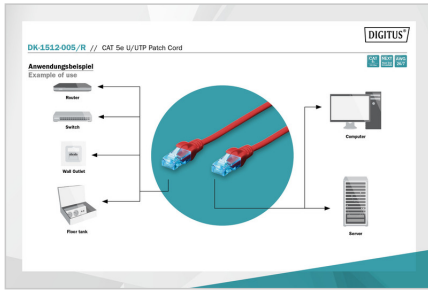 DIGITUS®
DK-1512-005/R // CAT 5e U/UTP Patch Cord
Anwendungsbeispiel
Example of use
Router
Switch
Wall Outlet
Floor tank
Computer
Server